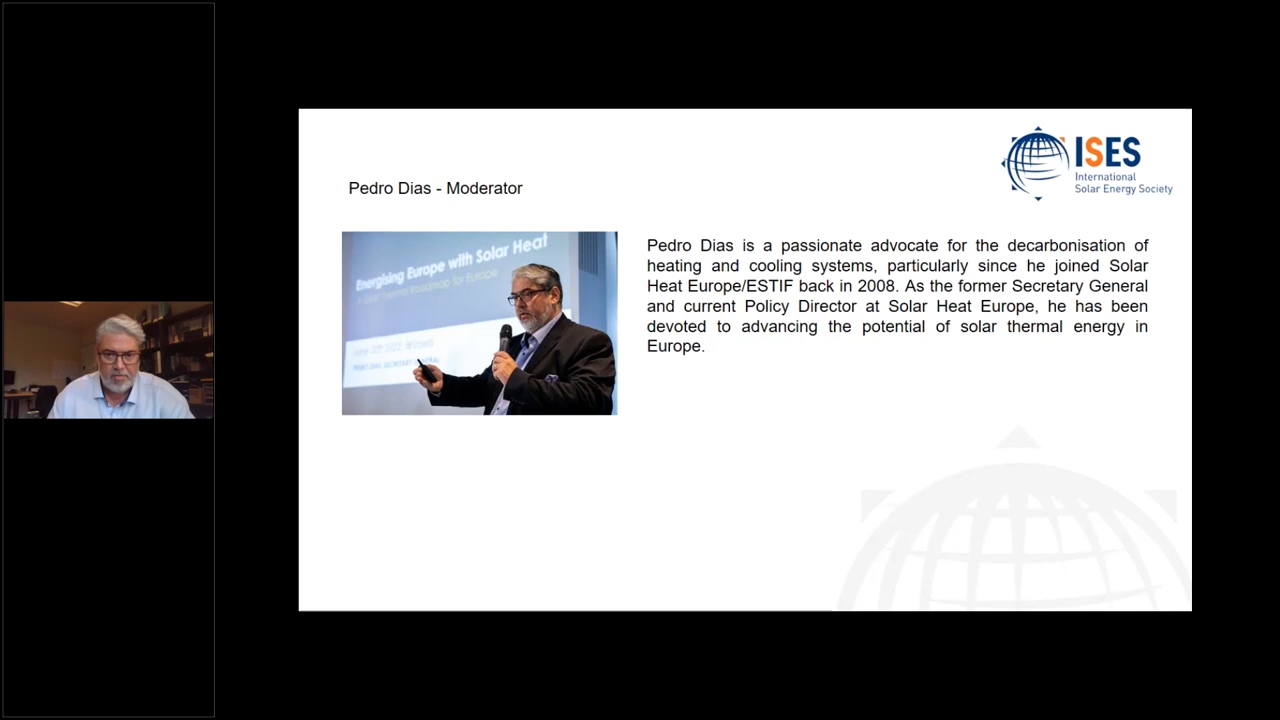 ISES
International
Solar Energy Society
Pedro Dias - Moderator
Energising Europe with Solar Heat
Pedro Dias is a passionate advocate for the decarbonisation of
heating and cooling systems, particularly since he joined Solar
Heat Europe/ESTIF back in 2008. As the former Secretary General
and current Policy Director at Solar Heat Europe, he has been
devoted to advancing the potential of solar thermal energy in
Europe.